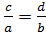 c/a = d/b